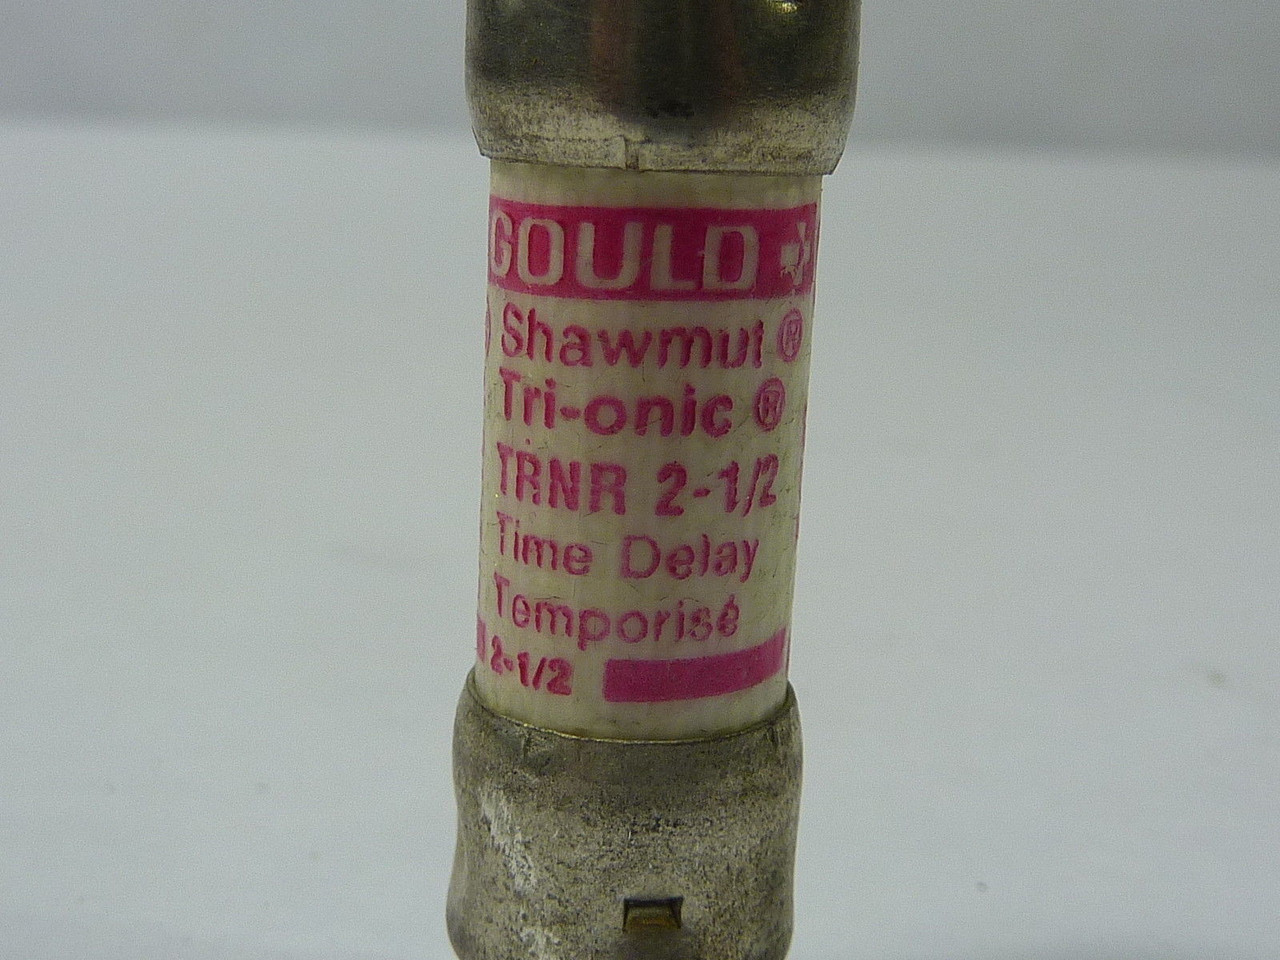 GOULD
Shawmut ®
Tri-onic ®
TRNR 2-1/2
Time Delay
Temporisé
2-1/2